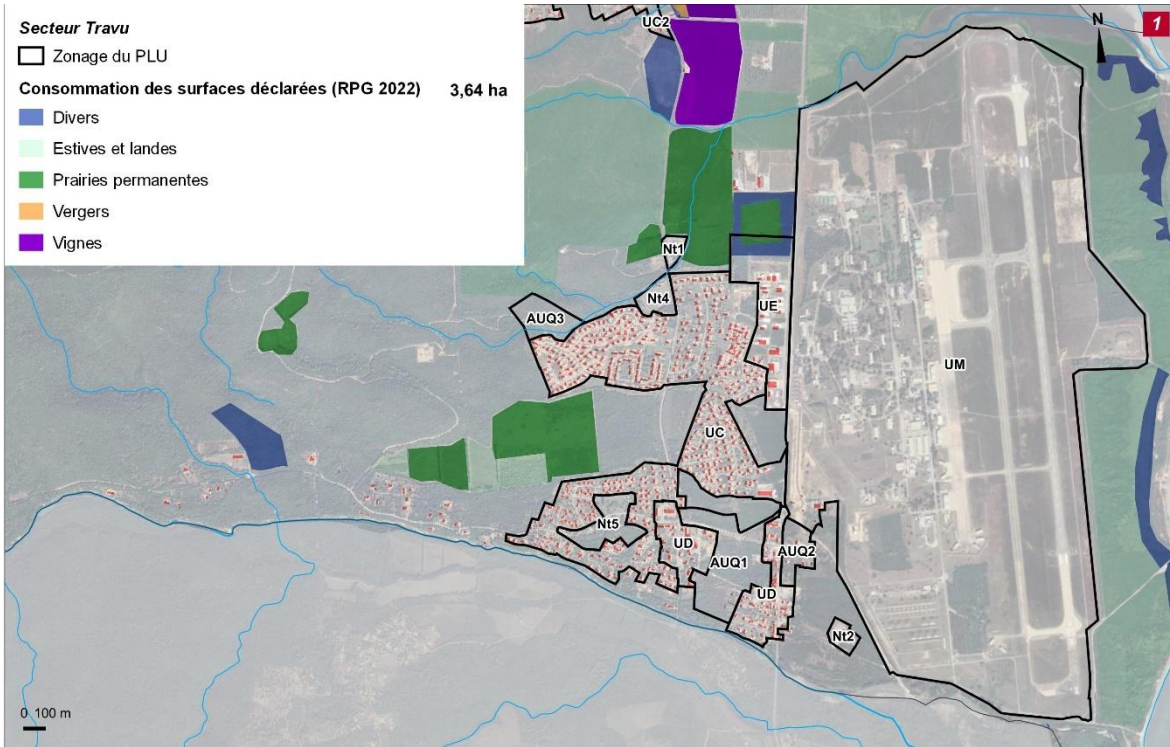 Secteur Travu
Zonage du PLU
Consommation des surfaces déclarées (RPG 2022) 3,64 ha
Divers
Estives et landes
Prairies permanentes
Vergers
Vignes
UC2
N
1
Nt1
Nt4
UE
AUQ3
UM
UC
Nt5
UD
AUQ1
AUQ2
UD
Nt2
0 100 m